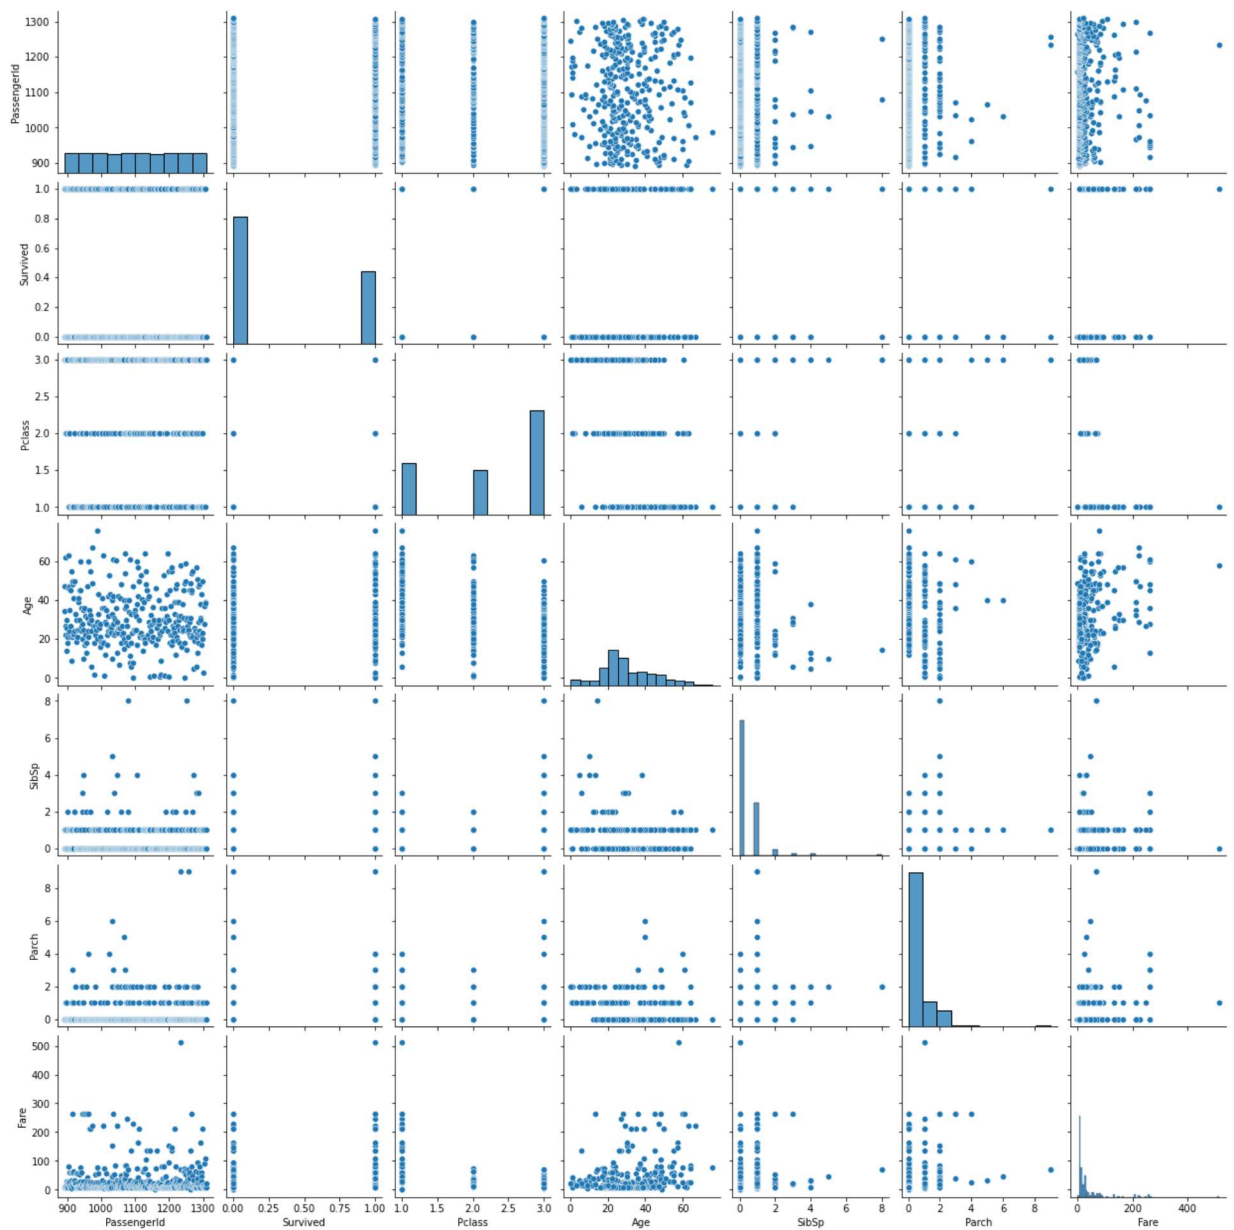 1300
1200
1100
1000
900
PassengerId
1.0
0.8
0.6
0.4
0.2
0.0
Survived
3.0
2.5
2.0
1.5
1.0
Pclass
60
40
20
0
Age
8
6
4
2
0
SibSp
8
6
4
2
0
Parch
500
400
300
200
100
0
Fare
900 1000 1100 1200 1300
PassengerId
0.00 0.25 0.50 0.75 1.00
Survived
1.0 1.5 2.0 2.5 3.0
Pclass
0 20 40 60
Age
0 2 4 6 8
SibSp
0 2 4 6 8
Parch
0 200 400
Fare